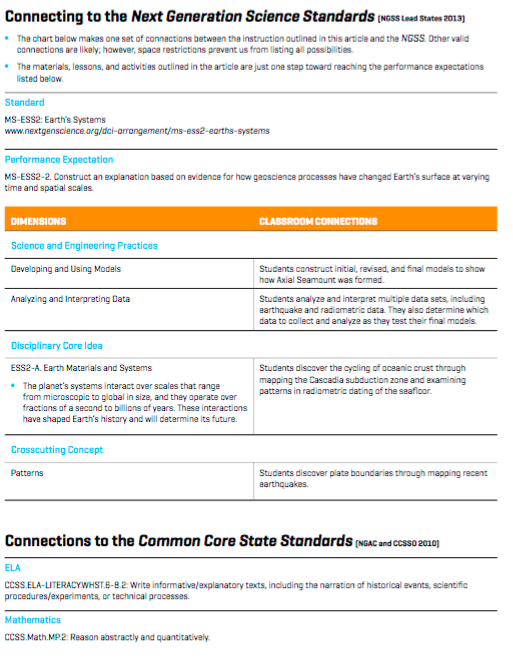 Connecting to the Next Generation Science Standards (NGSS Lead States 2013)
• The chart below makes one set of connections between the instruction outlined in this article and the NGSS. Other valid
connections are likely; however, space restrictions prevent us from listing all possibilities.
• The materials, lessons, and activities outlined in the article are just one step toward reaching the performance expectations
listed below.
Standard
MS-ESS2: Earth's Systems
www.nextgenscience.org/dci-arrangement/ms-ess2-earths-systems
Performance Expectation
MS-ESS2-2. Construct an explanation based on evidence for how geoscience processes have changed Earth's surface at varying
time and spatial scales.
DIMENSIONS CLASSROOM CONNECTIONS
Science and Engineering Practices
Developing and Using Models
Students construct initial, revised, and final models to show
how Axial Seamount was formed.
Analyzing and Interpreting Data
Students analyze and interpret multiple data sets, including
earthquake and radiometric data. They also determine which
data to collect and analyze as they test their final models.
Disciplinary Core Idea
ESS2-A. Earth Materials and Systems
• The planet's systems interact over scales that range
from microscopic to global in size, and they operate over
fractions of a second to billions of years. These interactions
have shaped Earth's history and will determine its future.
Students discover the cycling of oceanic crust through
mapping the Cascadia subduction zone and examining
patterns in radiometric dating of the seafloor.
Crosscutting Concept
Patterns
Students discover plate boundaries through mapping recent
earthquakes.
Connections to the Common Core State Standards (NGAC and CCSSO 2010)
ELA
CCSS.ELA-LITERACY.WHST.6-8.2: Write informative/explanatory texts, including the narration of historical events, scientific
procedures/experiments, or technical processes.
Mathematics
CCSS.Math.MP.2: Reason abstractly and quantitatively.